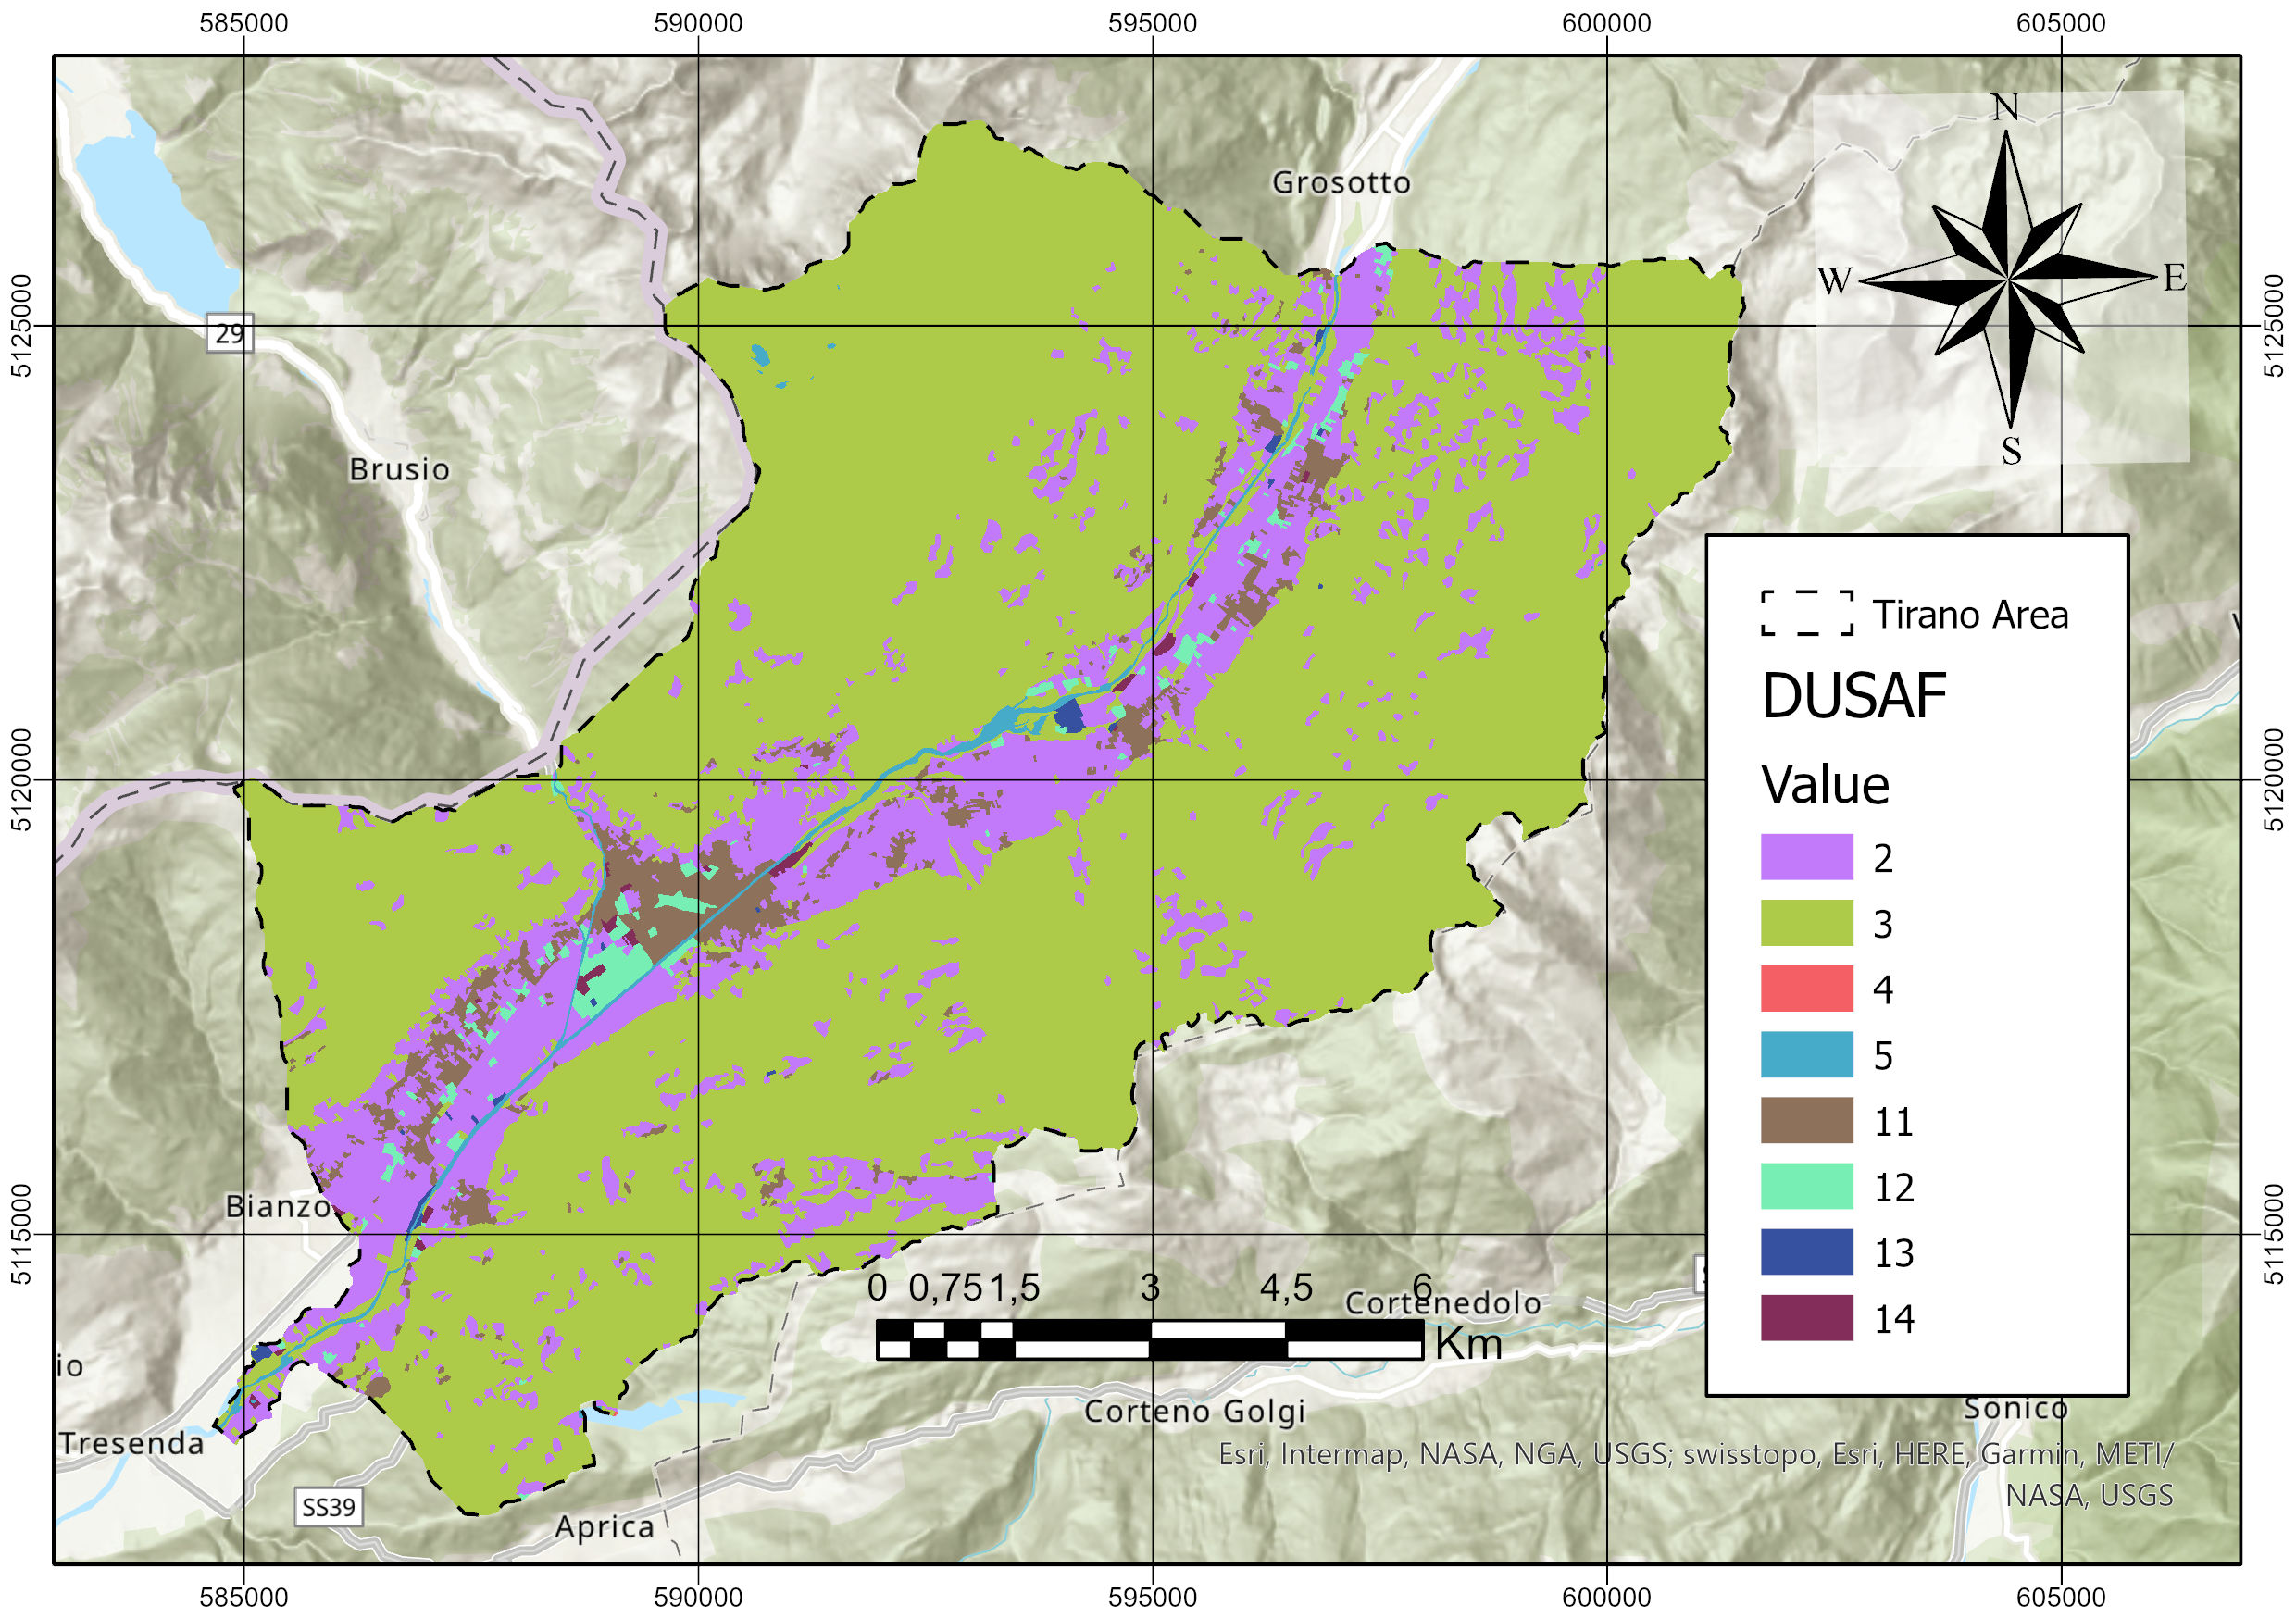 585000 590000 595000 600000 605000
N
Grosotto
W E
S
5125000 5125000
29
Brusio
Tirano Area
DUSAF
Value
2
3
4
5
11
12
13
14
5120000 5120000
Bianzo
5115000 5115000
0 0,75 1,5 3 4,5 6
Km
Cortenedolo
io
Corteno Golgi
Sonico
Tresenda
Esri, Intermap, NASA, NGA, USGS; swisstopo, Esri, HERE, Garmin, METI/
NASA, USGS
SS39
Aprica
585000 590000 595000 600000 605000